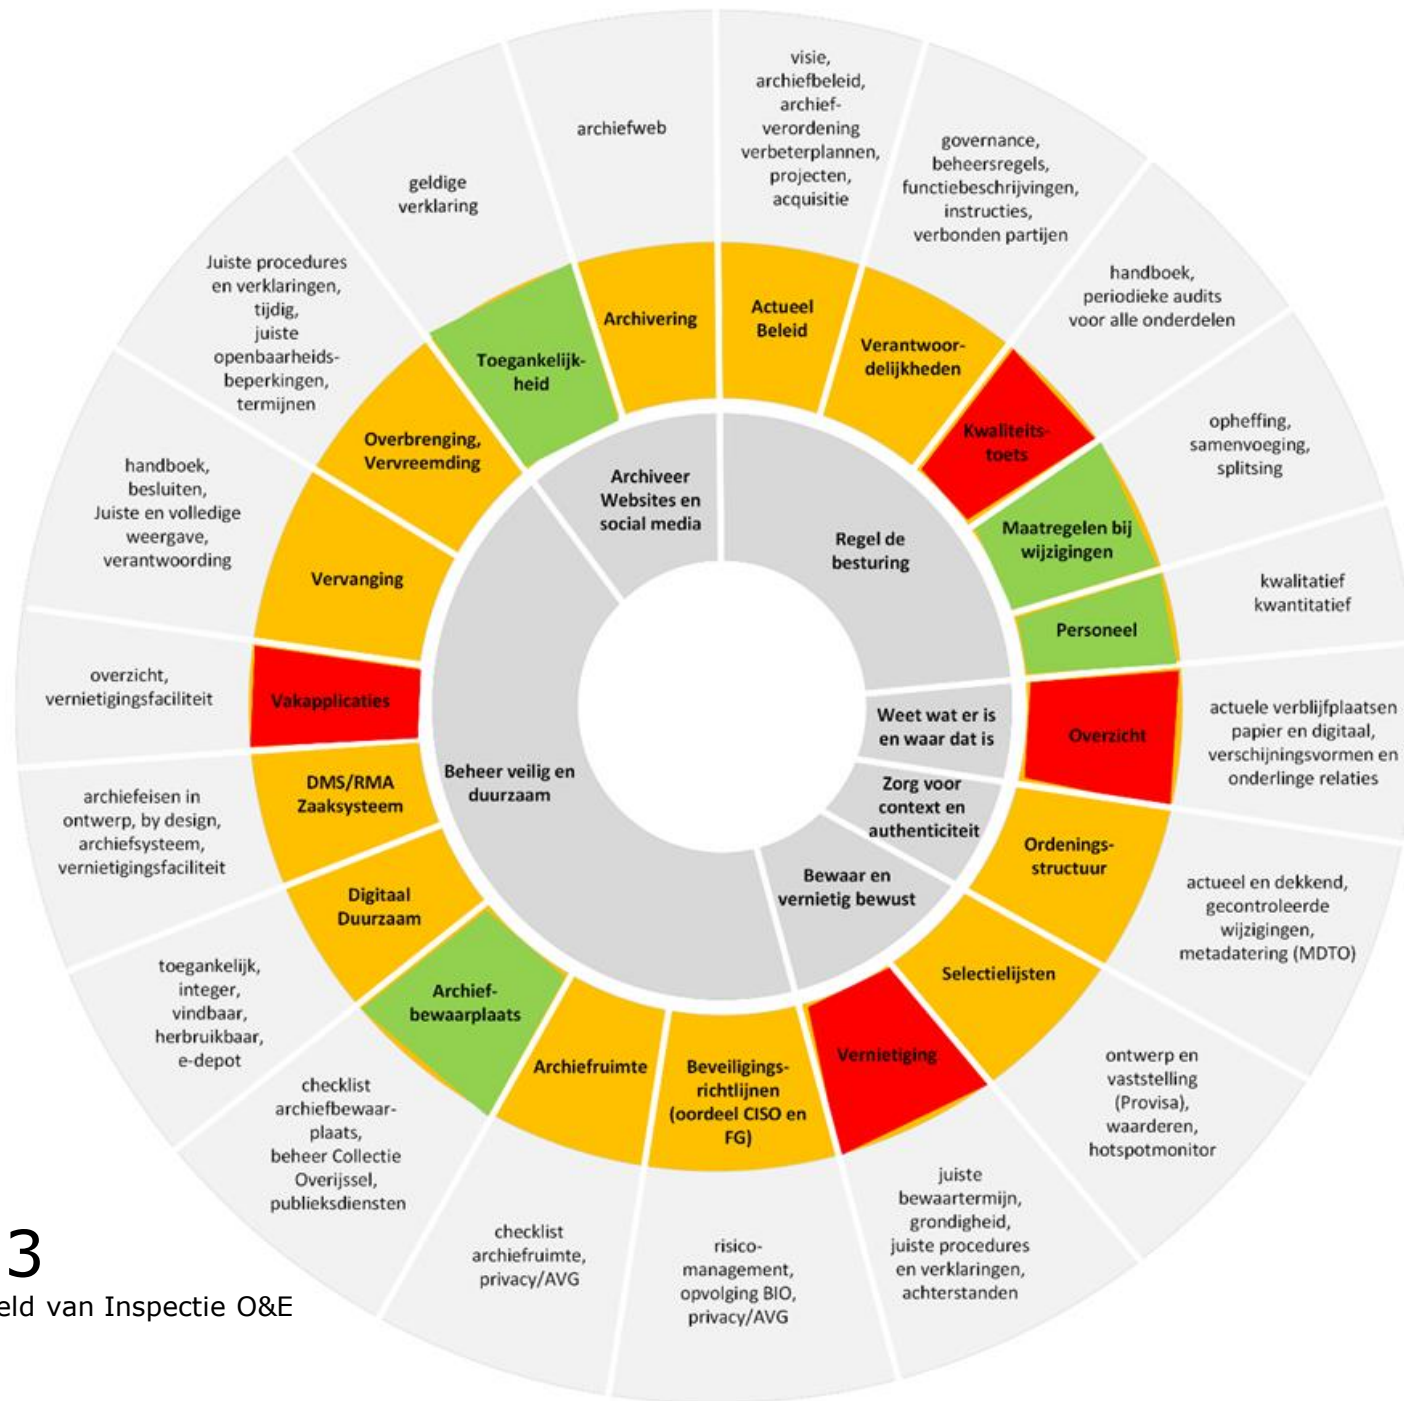 visie,
archiefbeleid,
archief-
verordening
verbeterplannen,
projecten,
acquisitie
governance,
beheersregels,
functiebeschrijvingen,
instructies,
verbonden partijen
handboek,
periodieke audits
voor alle onderdelen
opheffing,
samenvoeging,
splitsing
kwalitatief
kwantitatief
actuele verblijfplaatsen
papier en digitaal,
verschijningsvormen en
onderlinge relaties
actueel en dekkend,
gecontroleerde
wijzigingen,
metadatering (MDTO)
ontwerp en
vaststelling
(Provisa),
waarderen,
hotspotmonitor
juiste
bewaartermijn,
grondigheid,
juiste procedures
en verklaringen,
achterstanden
risico-
management,
opvolging BIO,
privacy/AVG
checklist
archiefruimte,
privacy/AVG
checklist
archiefbewaar-
plaats,
beheer Collectie
Overijssel,
publieksdiensten
toegankelijk,
integer,
vindbaar,
herbruikbaar,
e-depot
archiefeisen in
ontwerp, by design,
archiefsysteem,
vernietigingsfaciliteit
overzicht,
vernietigingsfaciliteit
handboek,
besluiten,
Juiste en volledige
weergave,
verantwoording
Juiste procedures
en verklaringen,
tijdig,
juiste
openbaarheids-
beperkingen,
termijnen
geldige
verklaring
archiefweb
Actueel
Beleid
Verantwoor-
delijkheden
Kwaliteits-
toets
Maatregelen bij
wijzigingen
Personeel
Overzicht
Ordenings-
structuur
Selectielijsten
Vernietiging
Beveiligings-
richtlijnen
(oordeel CISO en
FG)
Archiefruimte
Archief-
bewaarplaats
Digitaal
Duurzaam
DMS/RMA
Zaaksysteem
Vakapplicaties
Vervanging
Overbrenging,
Vervreemding
Toegankelijk-
heid
Archivering
Regel de
besturing
Weet wat er is
en waar dat is
Zorg voor
context en
authenticiteit
Bewaar en
vernietig bewust
Beheer veilig en
duurzaam
Archiveer
Websites en
social media
3
eld van Inspectie O&E